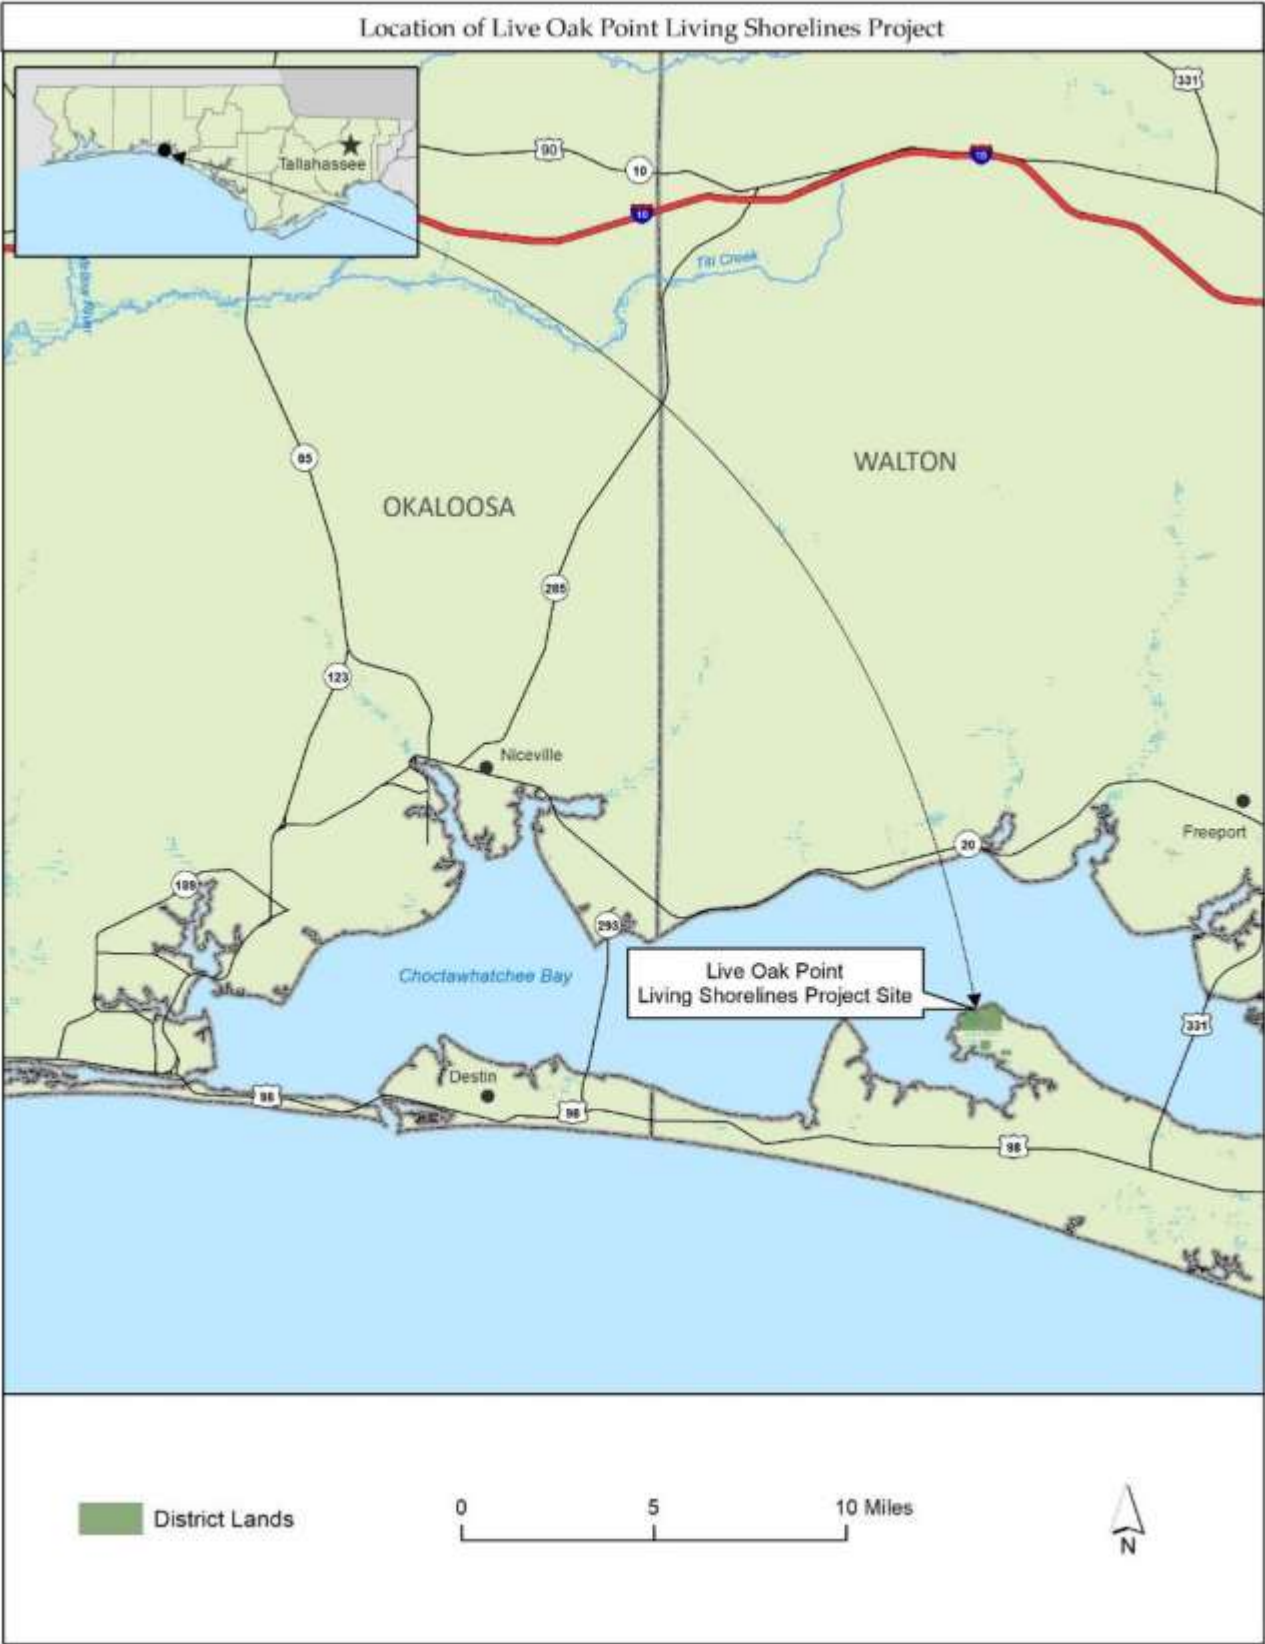 Location of Live Oak Point Living Shorelines Project
331
Tallahassee
90
10
10
10
Titi Creek
WALTON
85
OKALOOSA
285
123
Niceville
Freeport
20
189
293
Choctawhatchee Bay
Live Oak Point
Living Shorelines Project Site
331
Destin
98
98
98
District Lands
0 5 10 Miles
N